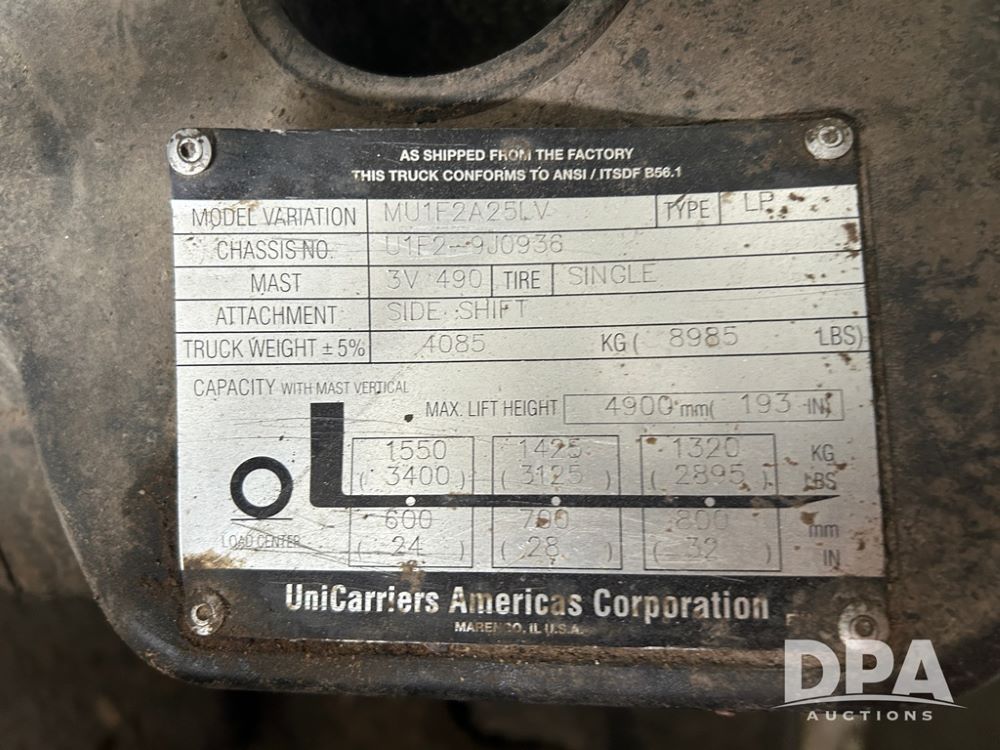 AS SHIPPED FROM THE FACTORY
THIS TRUCK CONFORMS TO ANSI / ITSDF B56.1
MODEL VARIATION MU1F2A25LV TYPE LP
CHASSIS NO. U1F2-9J0936
MAST 3V 490 TIRE SINGLE
ATTACHMENT SIDE SHIFT
TRUCK WEIGHT ± 5% 4085 KG ( 8985 LBS)
CAPACITY WITH MAST VERTICAL
MAX. LIFT HEIGHT 4900 mm( 193 IN)
1550 1425 1320 KG
( 3400 ) ( 3125 ) ( 2895 ) LBS
600 700 800 mm
LOAD CENTER ( 24 ) ( 28 ) ( 32 ) IN
UniCarriers Americas Corporation
MARENGO, IL U.S.A.
DPA
AUCTIONS